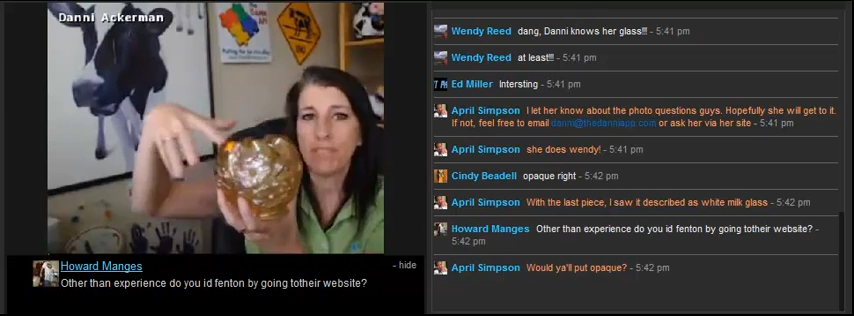 Danni Ackerman
Howard Manges
- hide
Other than experience do you id fenton by going totheir website?
Wendy Reed dang, Danni knows her glass!!! - 5:41 pm
Wendy Reed at least!!! - 5:41 pm
Ed Miller Intersting - 5:41 pm
April Simpson I let her know about the photo questions guys. Hopefully she will get to it.
If not, feel free to email danni@thedanniapp.com or ask her via her site - 5:41 pm
April Simpson she does wendy! - 5:41 pm
Cindy Beadell opaque right - 5:42 pm
April Simpson With the last piece, I saw it described as white milk glass - 5:42 pm
Howard Manges Other than experience do you id fenton by going totheir website? -
5:42 pm
April Simpson Would ya'll put opaque? - 5:42 pm